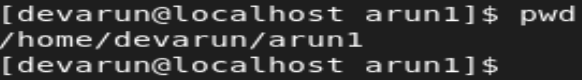 [devarun@localhost arun1]$ pwd
/home/devarun/arun1
[devarun@localhost arun1]$